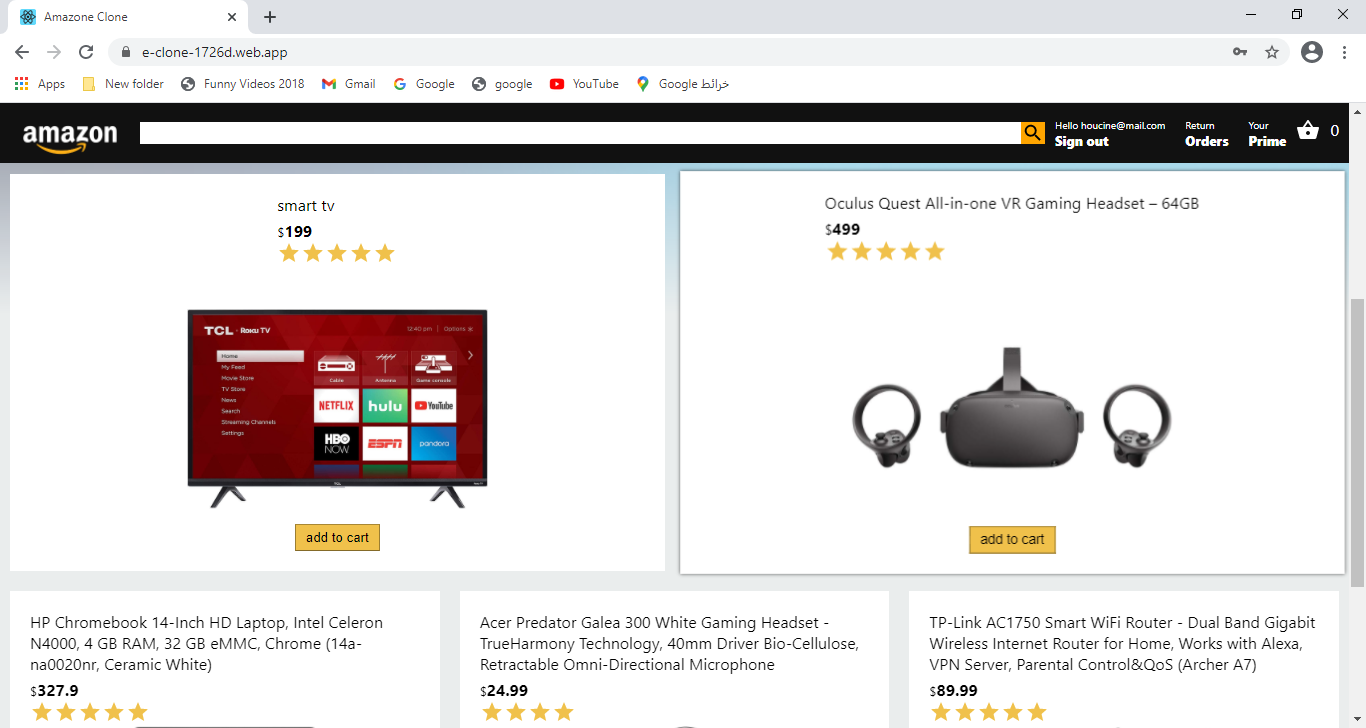 Amazone Clone
e-clone-1726d.web.app
Apps
New folder
Funny Videos 2018
Gmail
Google
google
YouTube
خرائط Google
amazon
Hello houcine@mail.com
Sign out
Return
Orders
Your
Prime
0
smart tv
$199
TCL · Roku TV
12:40 pm | Options
Home
My Feed
Movie Store
TV Store
News
Search
Streaming Channels
Settings
Cable
Antenna
Game console
NETFLIX
hulu
YouTube
HBO NOW
ESPN
pandora
TCL
add to cart
Oculus Quest All-in-one VR Gaming Headset – 64GB
$499
add to cart
HP Chromebook 14-Inch HD Laptop, Intel Celeron
N4000, 4 GB RAM, 32 GB eMMC, Chrome (14a-
na0020nr, Ceramic White)
$327.9
Acer Predator Galea 300 White Gaming Headset -
TrueHarmony Technology, 40mm Driver Bio-Cellulose,
Retractable Omni-Directional Microphone
$24.99
TP-Link AC1750 Smart WiFi Router - Dual Band Gigabit
Wireless Internet Router for Home, Works with Alexa,
VPN Server, Parental Control&QoS (Archer A7)
$89.99